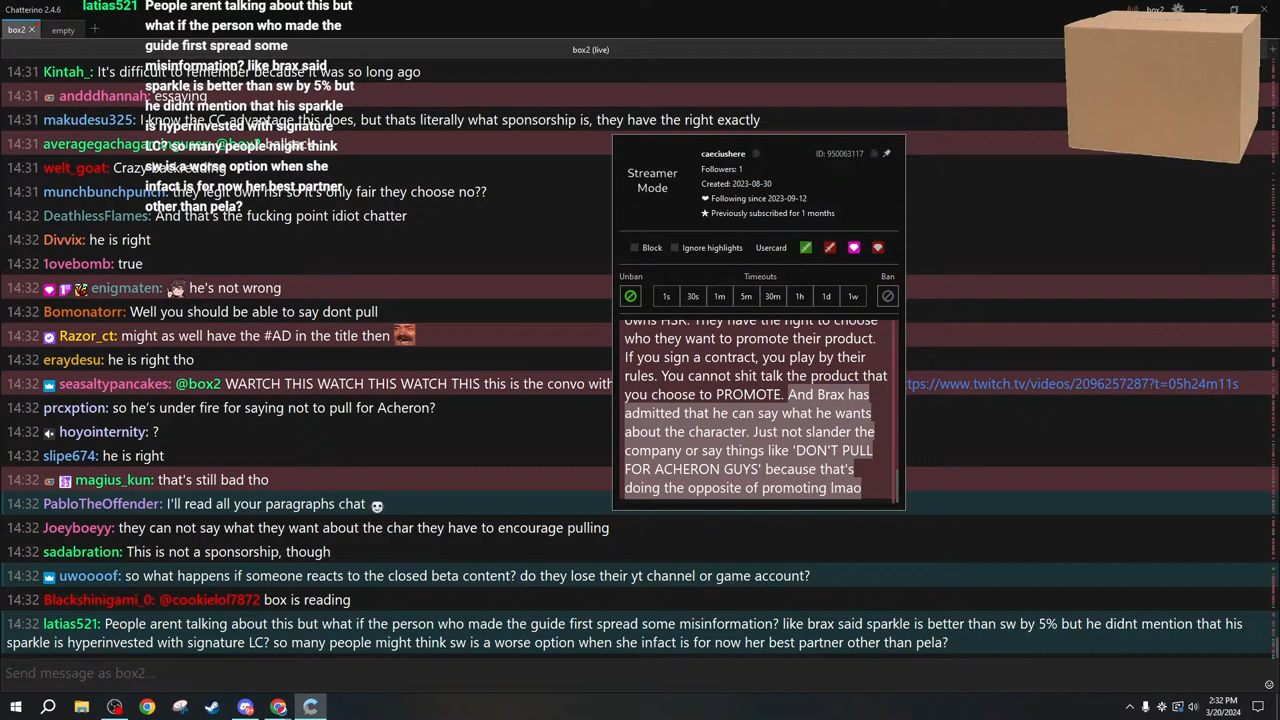 Chatterino 2.4.6
box2
box2
empty
box2 (live)
latias521
People arent talking about this but
what if the person who made the
guide first spread some
misinformation? like brax said
sparkle is better than sw by 5% but
he didnt mention that his sparkle
is hyperinvested with signature
LC? so many people might think
sw is a worse option when she
infact is for now her best partner
other than pela?
14:31 Kintah_: It's difficult to remember because it was so long ago
14:31 andddhannah: essaying
14:31 makudesu325: I know the CC advantage this does, but thats literally what sponsorship is, they have the right exactly
14:31 @box2
14:31 welt_goat: Crazy backreading
14:31 munchbunchpunch: they legit own hsr so it's only fair they choose no??
14:32 DeathlessFlames: And that's the fucking point idiot chatter
14:32 Divvix: he is right
14:32 1ovebomb: true
14:32 enigmaten: he's not wrong
14:32 Bomonatorr: Well you should be able to say dont pull
14:32 Razor_ct: might as well have the #AD in the title then
14:32 eraydesu: he is right tho
14:32 seasaltypancakes: @box2 WARTCH THIS WATCH THIS WATCH THIS this is the convo with
ttps://www.twitch.tv/videos/2096257287?t=05h24m11s
14:32 prcxption: so he's under fire for saying not to pull for Acheron?
14:32 hoyointernity: ?
14:32 slipe674: he is right
14:32 magius_kun: that's still bad tho
14:32 PabloTheOffender: I'll read all your paragraphs chat
14:32 Joeyboeyy: they can not say what they want about the char they have to encourage pulling
14:32 sadabration: This is not a sponsorship, though
14:32 uwoooof: so what happens if someone reacts to the closed beta content? do they lose their yt channel or game account?
14:32 Blackshinigami_0: @cookielol7872 box is reading
14:32 latias521: People arent talking about this but what if the person who made the guide first spread some misinformation? like brax said sparkle is better than sw by 5% but he didnt mention that his
sparkle is hyperinvested with signature LC? so many people might think sw is a worse option when she infact is for now her best partner other than pela?
Send message as box2...
Streamer
Mode
caeciushere
ID: 950063117
Followers: 1
Created: 2023-08-30
❤ Following since 2023-09-12
★ Previously subscribed for 1 months
Block
Ignore highlights
Usercard
Unban
Timeouts
Ban
1s
30s
1m
5m
30m
1h
1d
1w
owns HSR. They have the right to choose
who they want to promote their product.
If you sign a contract, you play by their
rules. You cannot shit talk the product that
you choose to PROMOTE. And Brax has
admitted that he can say what he wants
about the character. Just not slander the
company or say things like 'DON'T PULL
FOR ACHERON GUYS' because that's
doing the opposite of promoting lmao
2:32 PM
3/20/2024